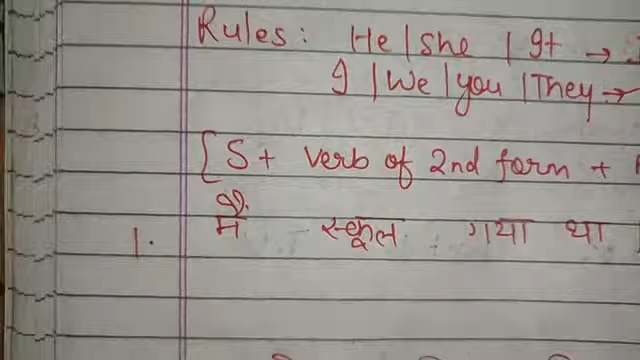 Rules: He | She | It →
I | We | you | They →
[ S + verb of 2nd form +
1. मैं स्कूल गया था